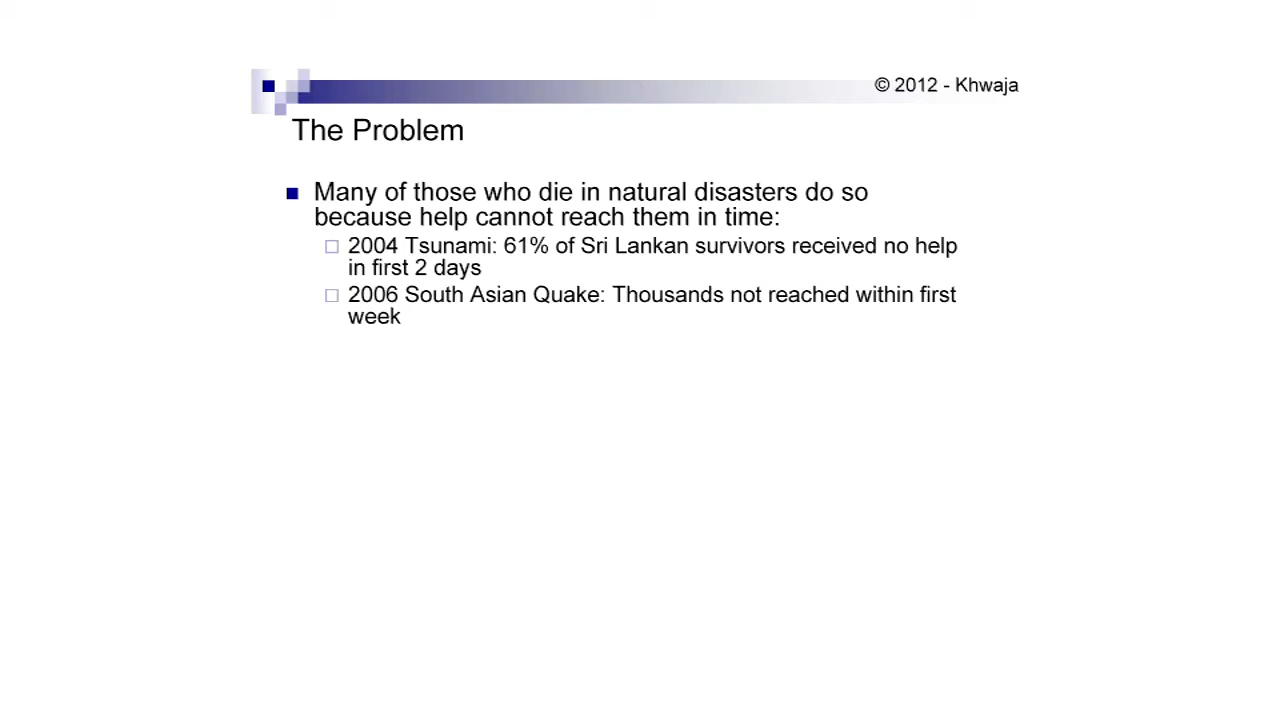 © 2012 - Khwaja
The Problem
Many of those who die in natural disasters do so
because help cannot reach them in time:
2004 Tsunami: 61% of Sri Lankan survivors received no help
in first 2 days
2006 South Asian Quake: Thousands not reached within first
week